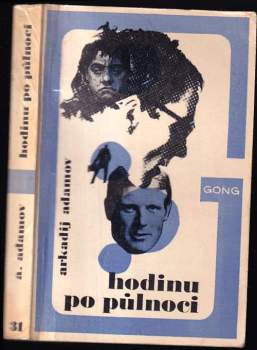 hodinu po půlnoci
a. adamov
31
GONG
arkadij adamov
hodinu
po půlnoci